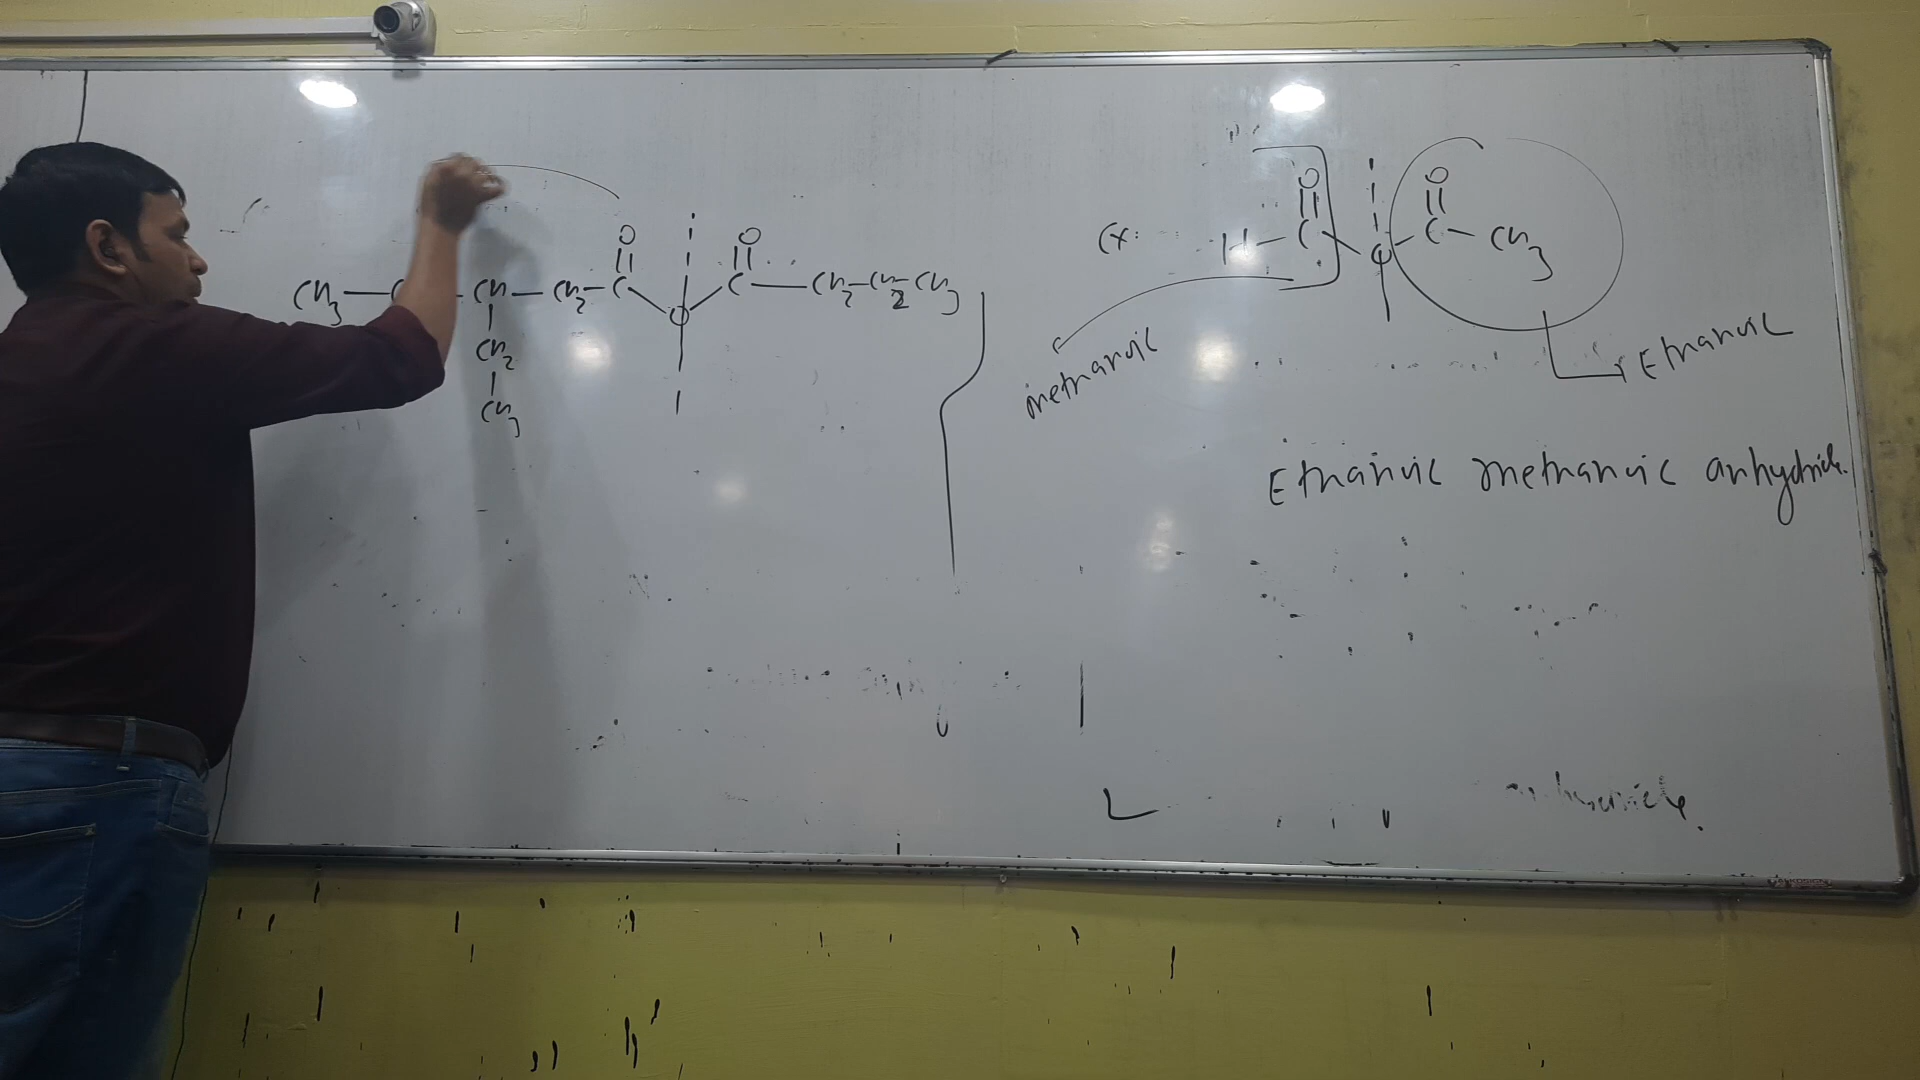 O O
|| ||
CH3 — C - CH — CH2 - C O C — CH2 - CH2 - CH3
|
CH2
|
CH3
Ex:
O O
|| ||
H - C - O - C - CH3
methanoic
Ethanoic
Ethanoic methanoic anhydride.